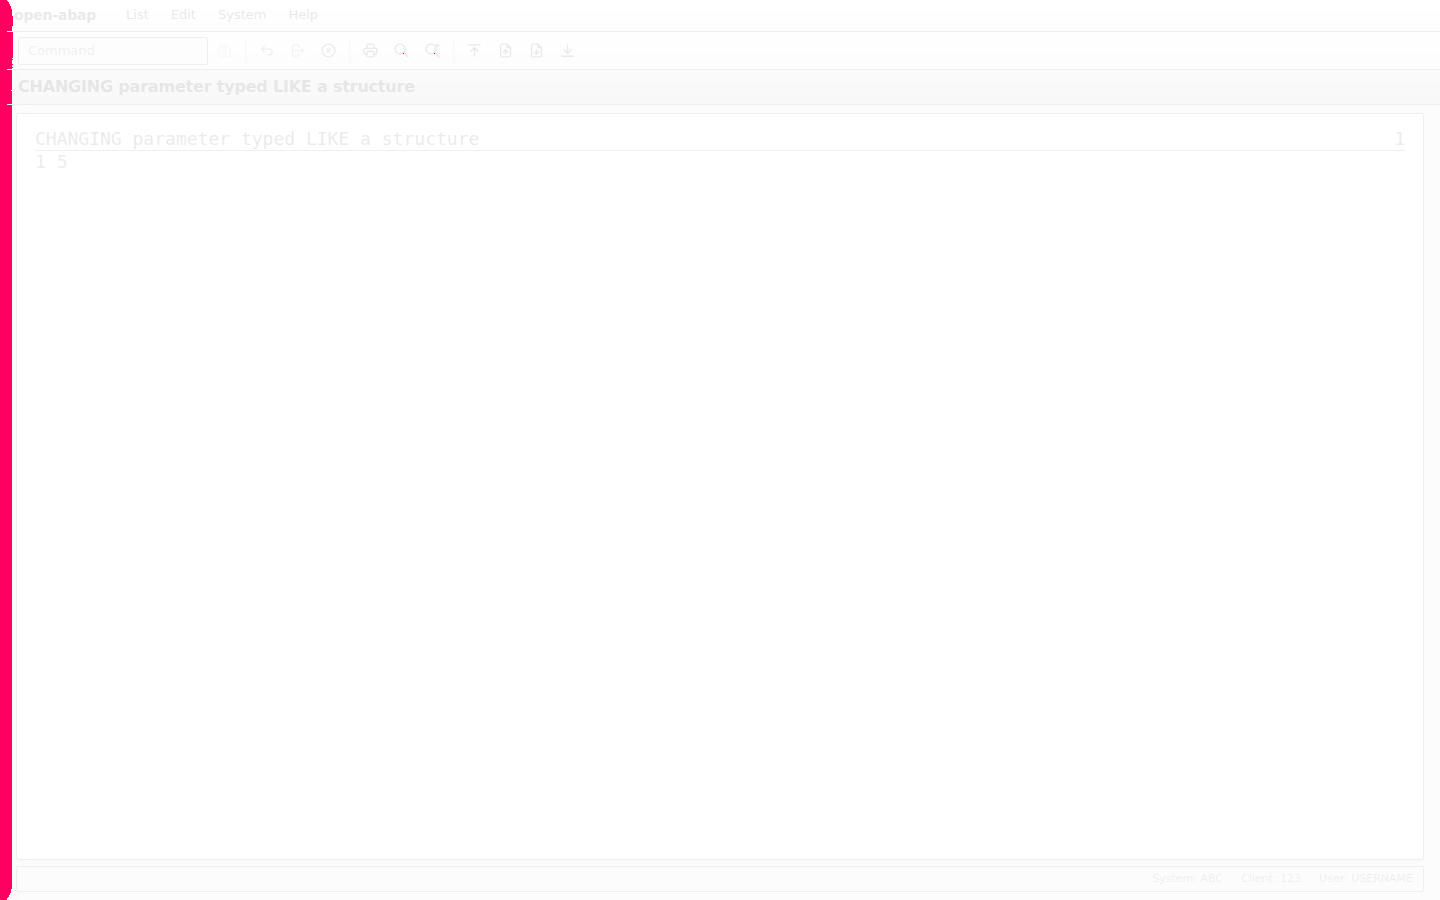 open-abap List Edit System Help
Command
CHANGING parameter typed LIKE a structure
CHANGING parameter typed LIKE a structure 1
1 5
System: ABC Client: 123 User: USERNAME